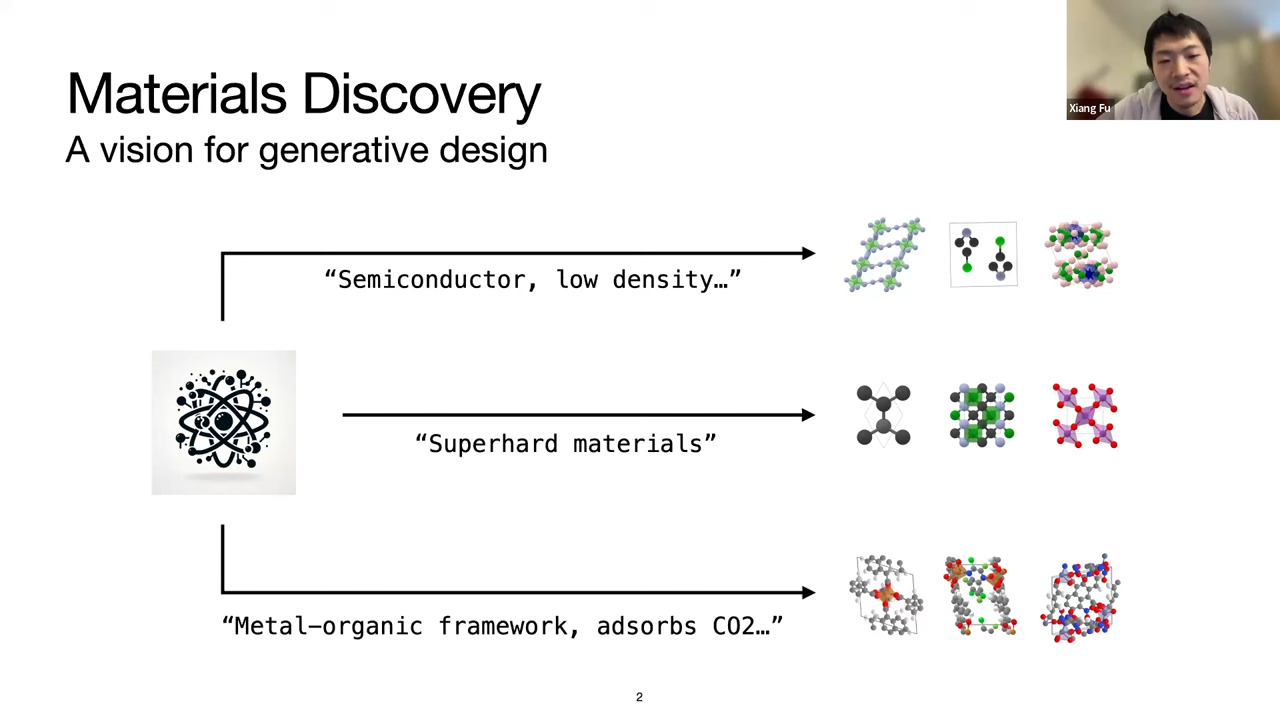 Materials Discovery
A vision for generative design
Xiang Fu
“Semiconductor, low density…”
“Superhard materials”
“Metal-organic framework, adsorbs CO2…”
2